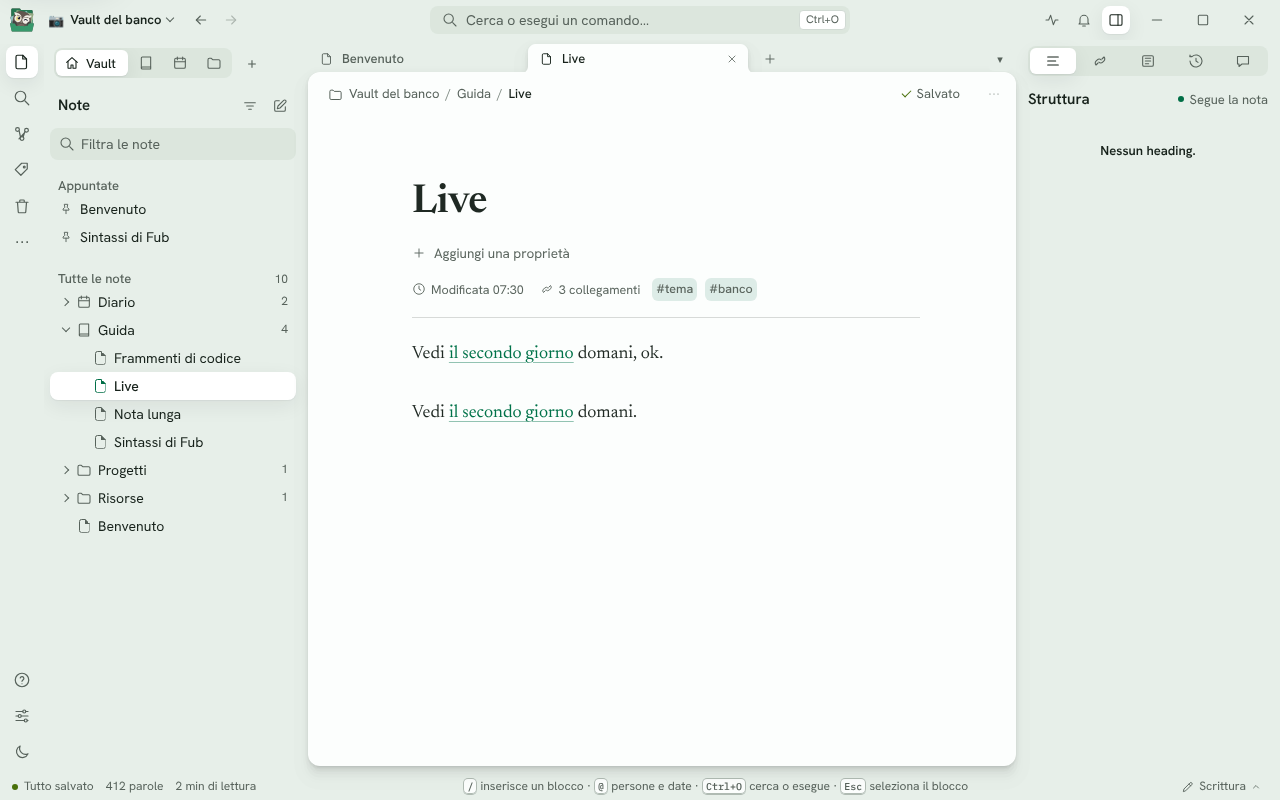 Vault del banco
Cerca o esegui un comando…
Ctrl+O
Vault
Note
Filtra le note
Appuntate
Benvenuto
Sintassi di Fub
Tutte le note 10
Diario 2
Guida 4
Frammenti di codice
Live
Nota lunga
Sintassi di Fub
Progetti 1
Risorse 1
Benvenuto
Benvenuto
Live
Vault del banco / Guida / Live
Salvato
Live
Aggiungi una proprietà
Modificata 07:30 3 collegamenti #tema #banco
Vedi il secondo giorno domani, ok.
Vedi il secondo giorno domani.
Struttura
Segue la nota
Nessun heading.
Tutto salvato 412 parole 2 min di lettura
/ inserisce un blocco · @ persone e date · Ctrl+O cerca o esegue · Esc seleziona il blocco
Scrittura